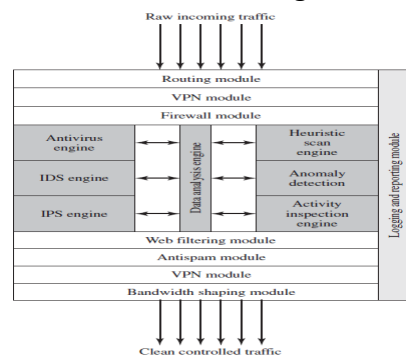 Raw incoming traffic
Routing module
VPN module
Firewall module
Antivirus
engine
IDS engine
IPS engine
Data analysis engine
Heuristic
scan engine
Anomaly
detection
Activity
inspection
engine
Web filtering module
Antispam module
VPN module
Bandwidth shaping module
Logging and reporting module
Clean controlled traffic